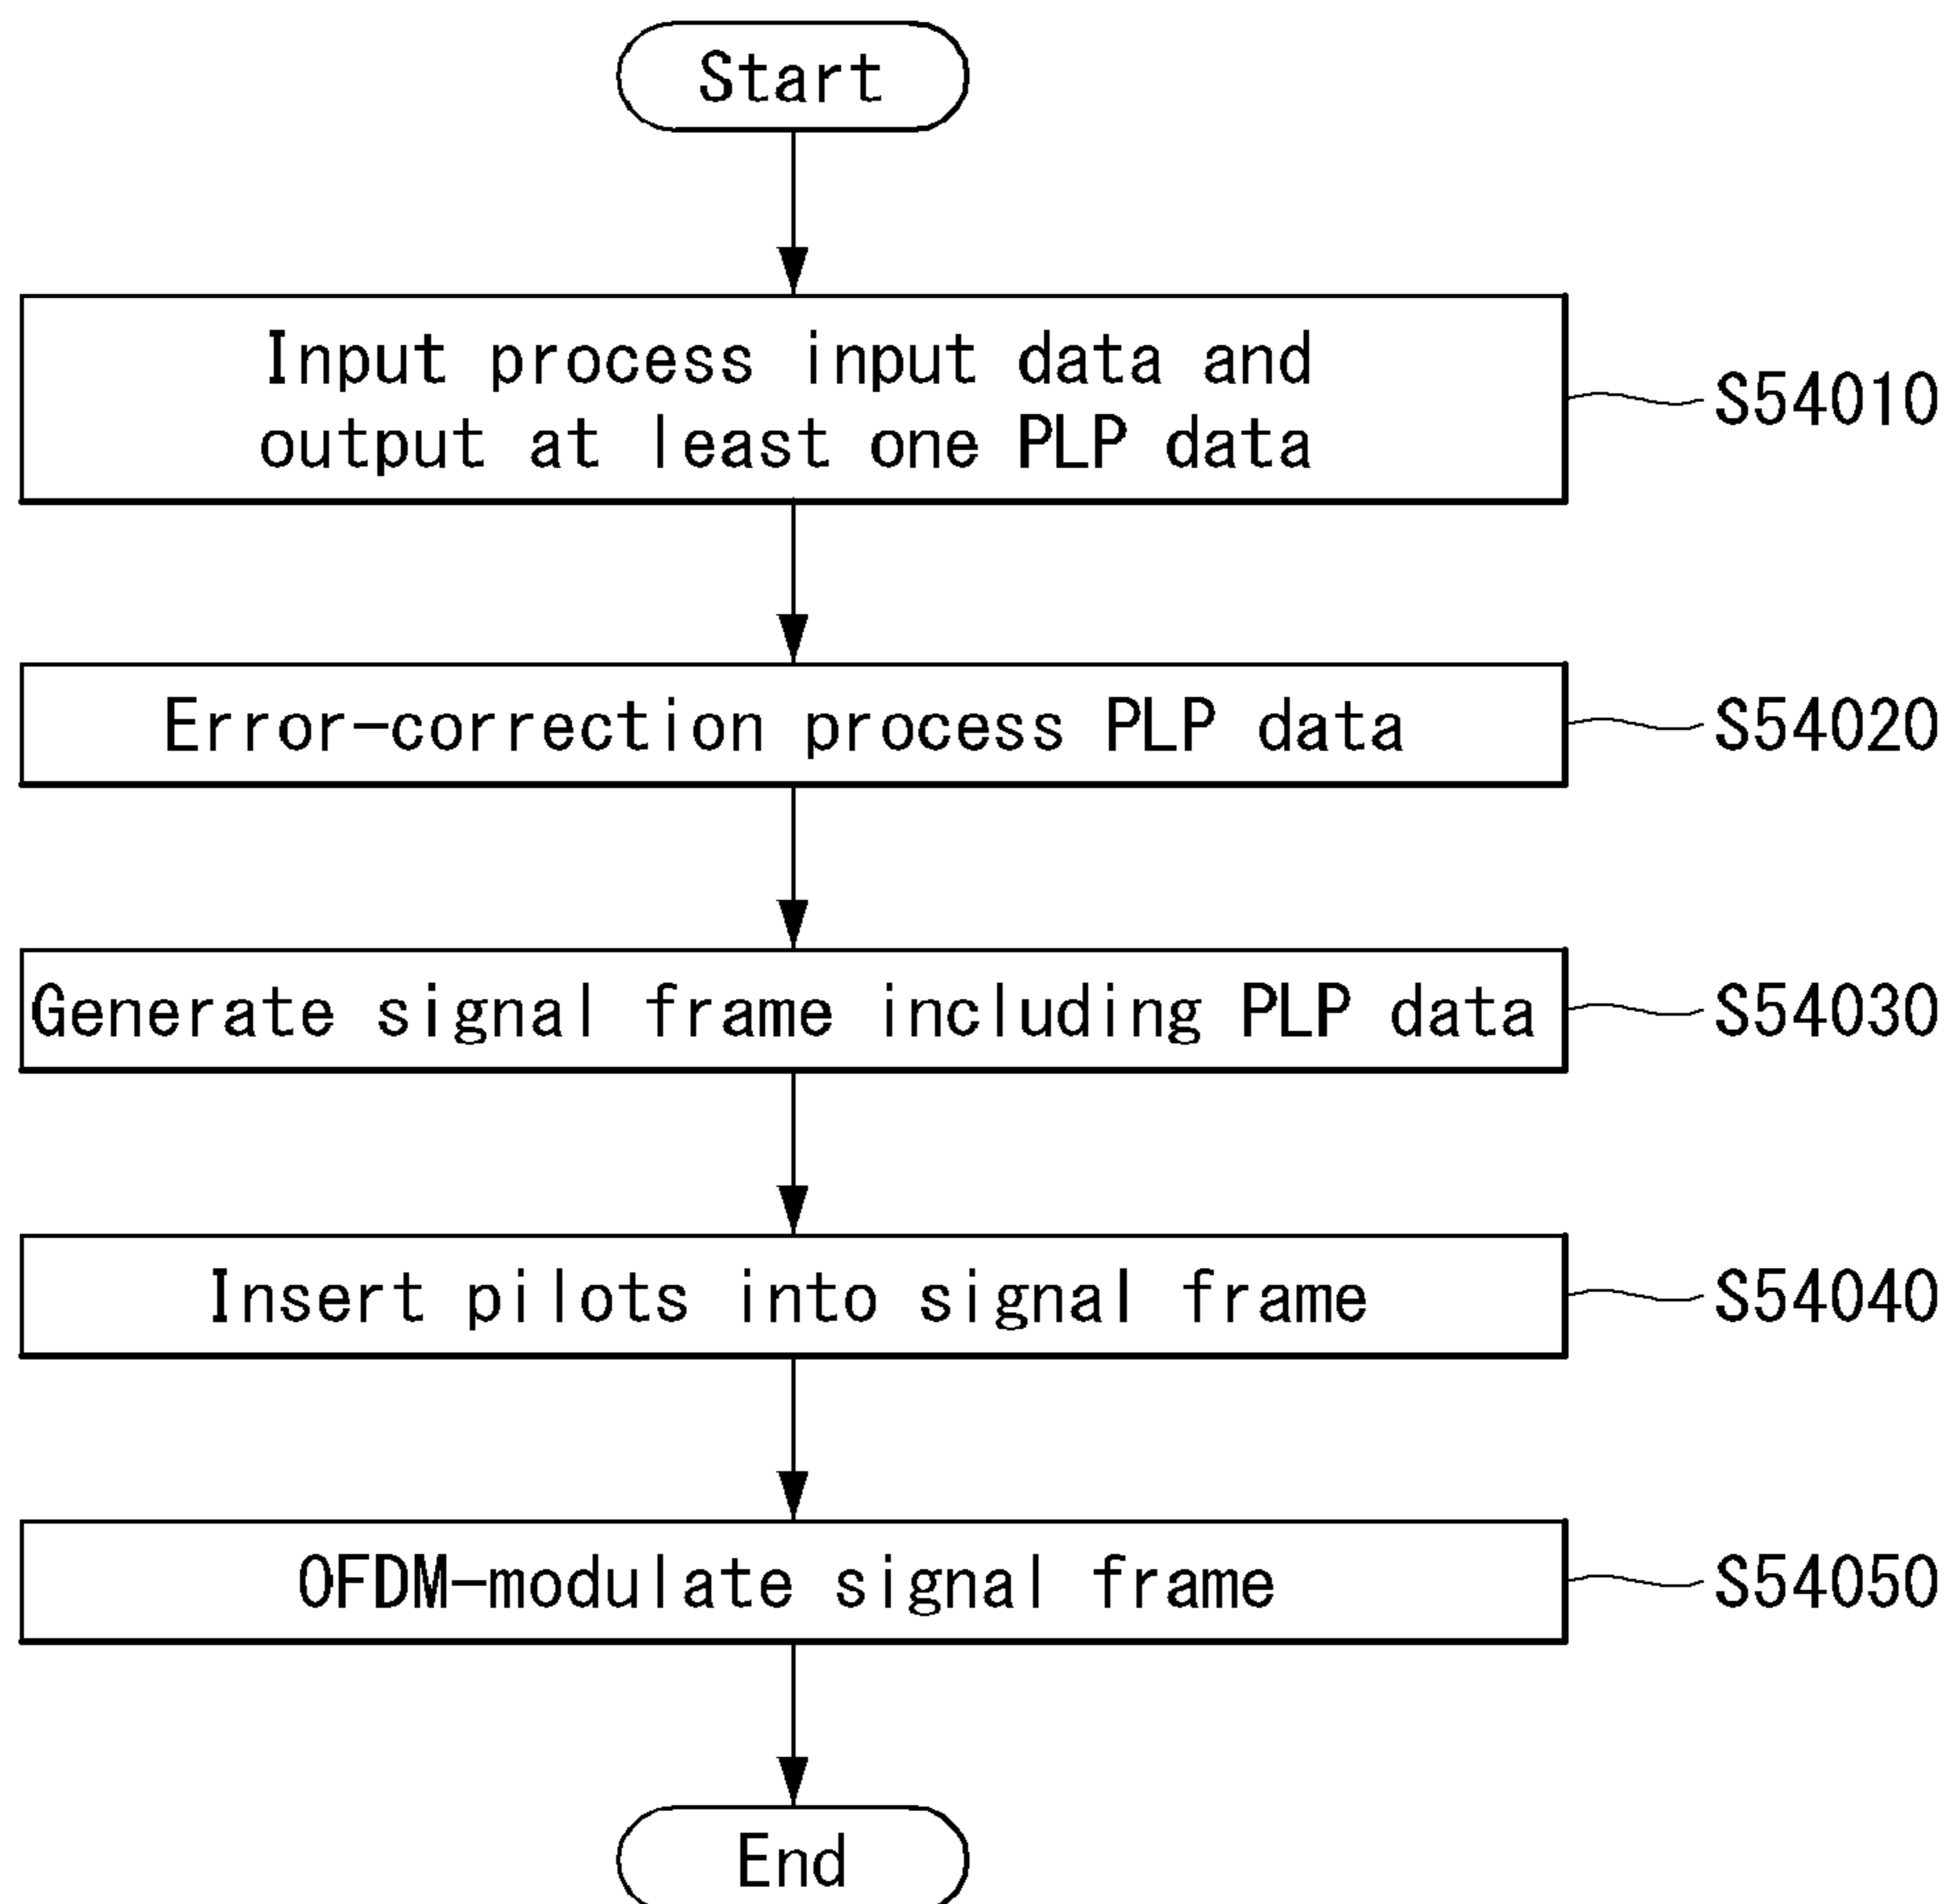 Start
Input process input data and
output at least one PLP data
S54010
Error-correction process PLP data
S54020
Generate signal frame including PLP data
S54030
Insert pilots into signal frame
S54040
OFDM-modulate signal frame
S54050
End